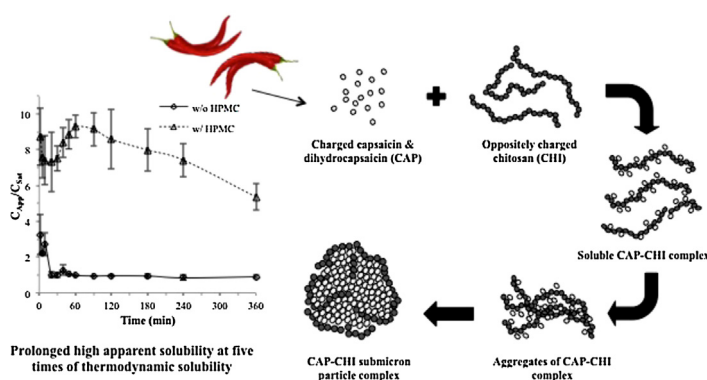 w/o HPMC
w/ HPMC
10
8
6
4
2
0
C_App/C_Sat
0 60 120 180 240 300 360
Time (min)
Prolonged high apparent solubility at five
times of thermodynamic solubility
Charged capsaicin &
dihydrocapsaicin (CAP)
+
Oppositely charged
chitosan (CHI)
Soluble CAP-CHI complex
Aggregates of CAP-CHI
complex
CAP-CHI submicron
particle complex